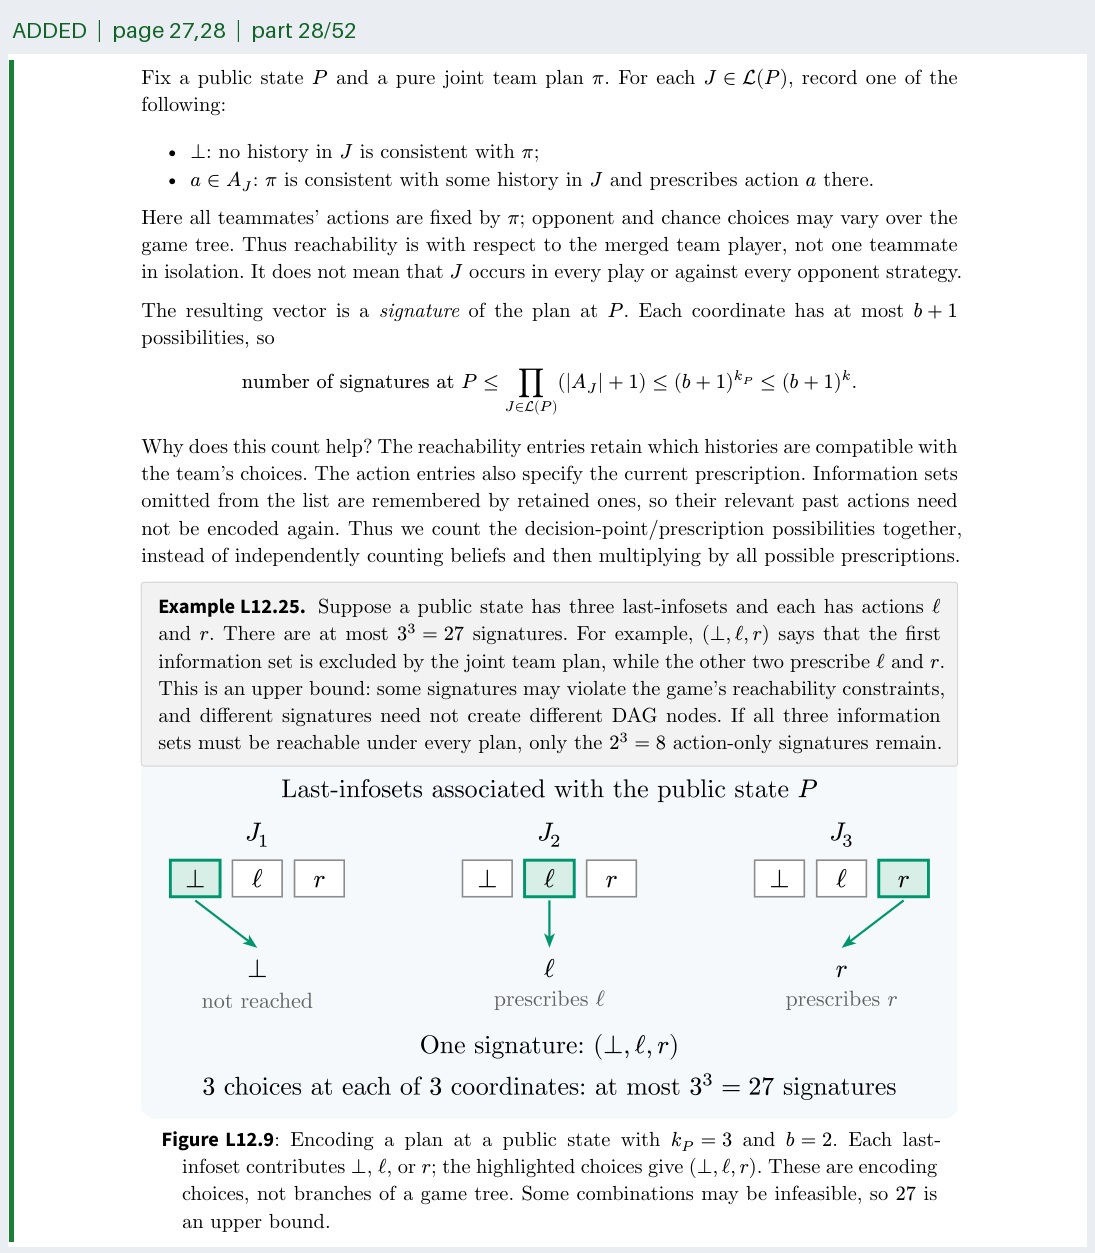 ADDED | page 27,28 | part 28/52
Fix a public state P and a pure joint team plan π. For each J ∈ 𝓛(P), record one of the
following:
• ⊥: no history in J is consistent with π;
• a ∈ A_J: π is consistent with some history in J and prescribes action a there.
Here all teammates’ actions are fixed by π; opponent and chance choices may vary over the
game tree. Thus reachability is with respect to the merged team player, not one teammate
in isolation. It does not mean that J occurs in every play or against every opponent strategy.
The resulting vector is a signature of the plan at P. Each coordinate has at most b + 1
possibilities, so
number of signatures at P ≤ ∏_{J∈𝓛(P)} (|A_J| + 1) ≤ (b + 1)^{k_P} ≤ (b + 1)^k.
Why does this count help? The reachability entries retain which histories are compatible with
the team’s choices. The action entries also specify the current prescription. Information sets
omitted from the list are remembered by retained ones, so their relevant past actions need
not be encoded again. Thus we count the decision-point/prescription possibilities together,
instead of independently counting beliefs and then multiplying by all possible prescriptions.
Example L12.25. Suppose a public state has three last-infosets and each has actions ℓ
and r. There are at most 3³ = 27 signatures. For example, (⊥, ℓ, r) says that the first
information set is excluded by the joint team plan, while the other two prescribe ℓ and r.
This is an upper bound: some signatures may violate the game’s reachability constraints,
and different signatures need not create different DAG nodes. If all three information
sets must be reachable under every plan, only the 2³ = 8 action-only signatures remain.
Last-infosets associated with the public state P
J₁ J₂ J₃
⊥ ℓ r ⊥ ℓ r ⊥ ℓ r
⊥ ℓ r
not reached prescribes ℓ prescribes r
One signature: (⊥, ℓ, r)
3 choices at each of 3 coordinates: at most 3³ = 27 signatures
Figure L12.9: Encoding a plan at a public state with k_P = 3 and b = 2. Each last-
infoset contributes ⊥, ℓ, or r; the highlighted choices give (⊥, ℓ, r). These are encoding
choices, not branches of a game tree. Some combinations may be infeasible, so 27 is
an upper bound.